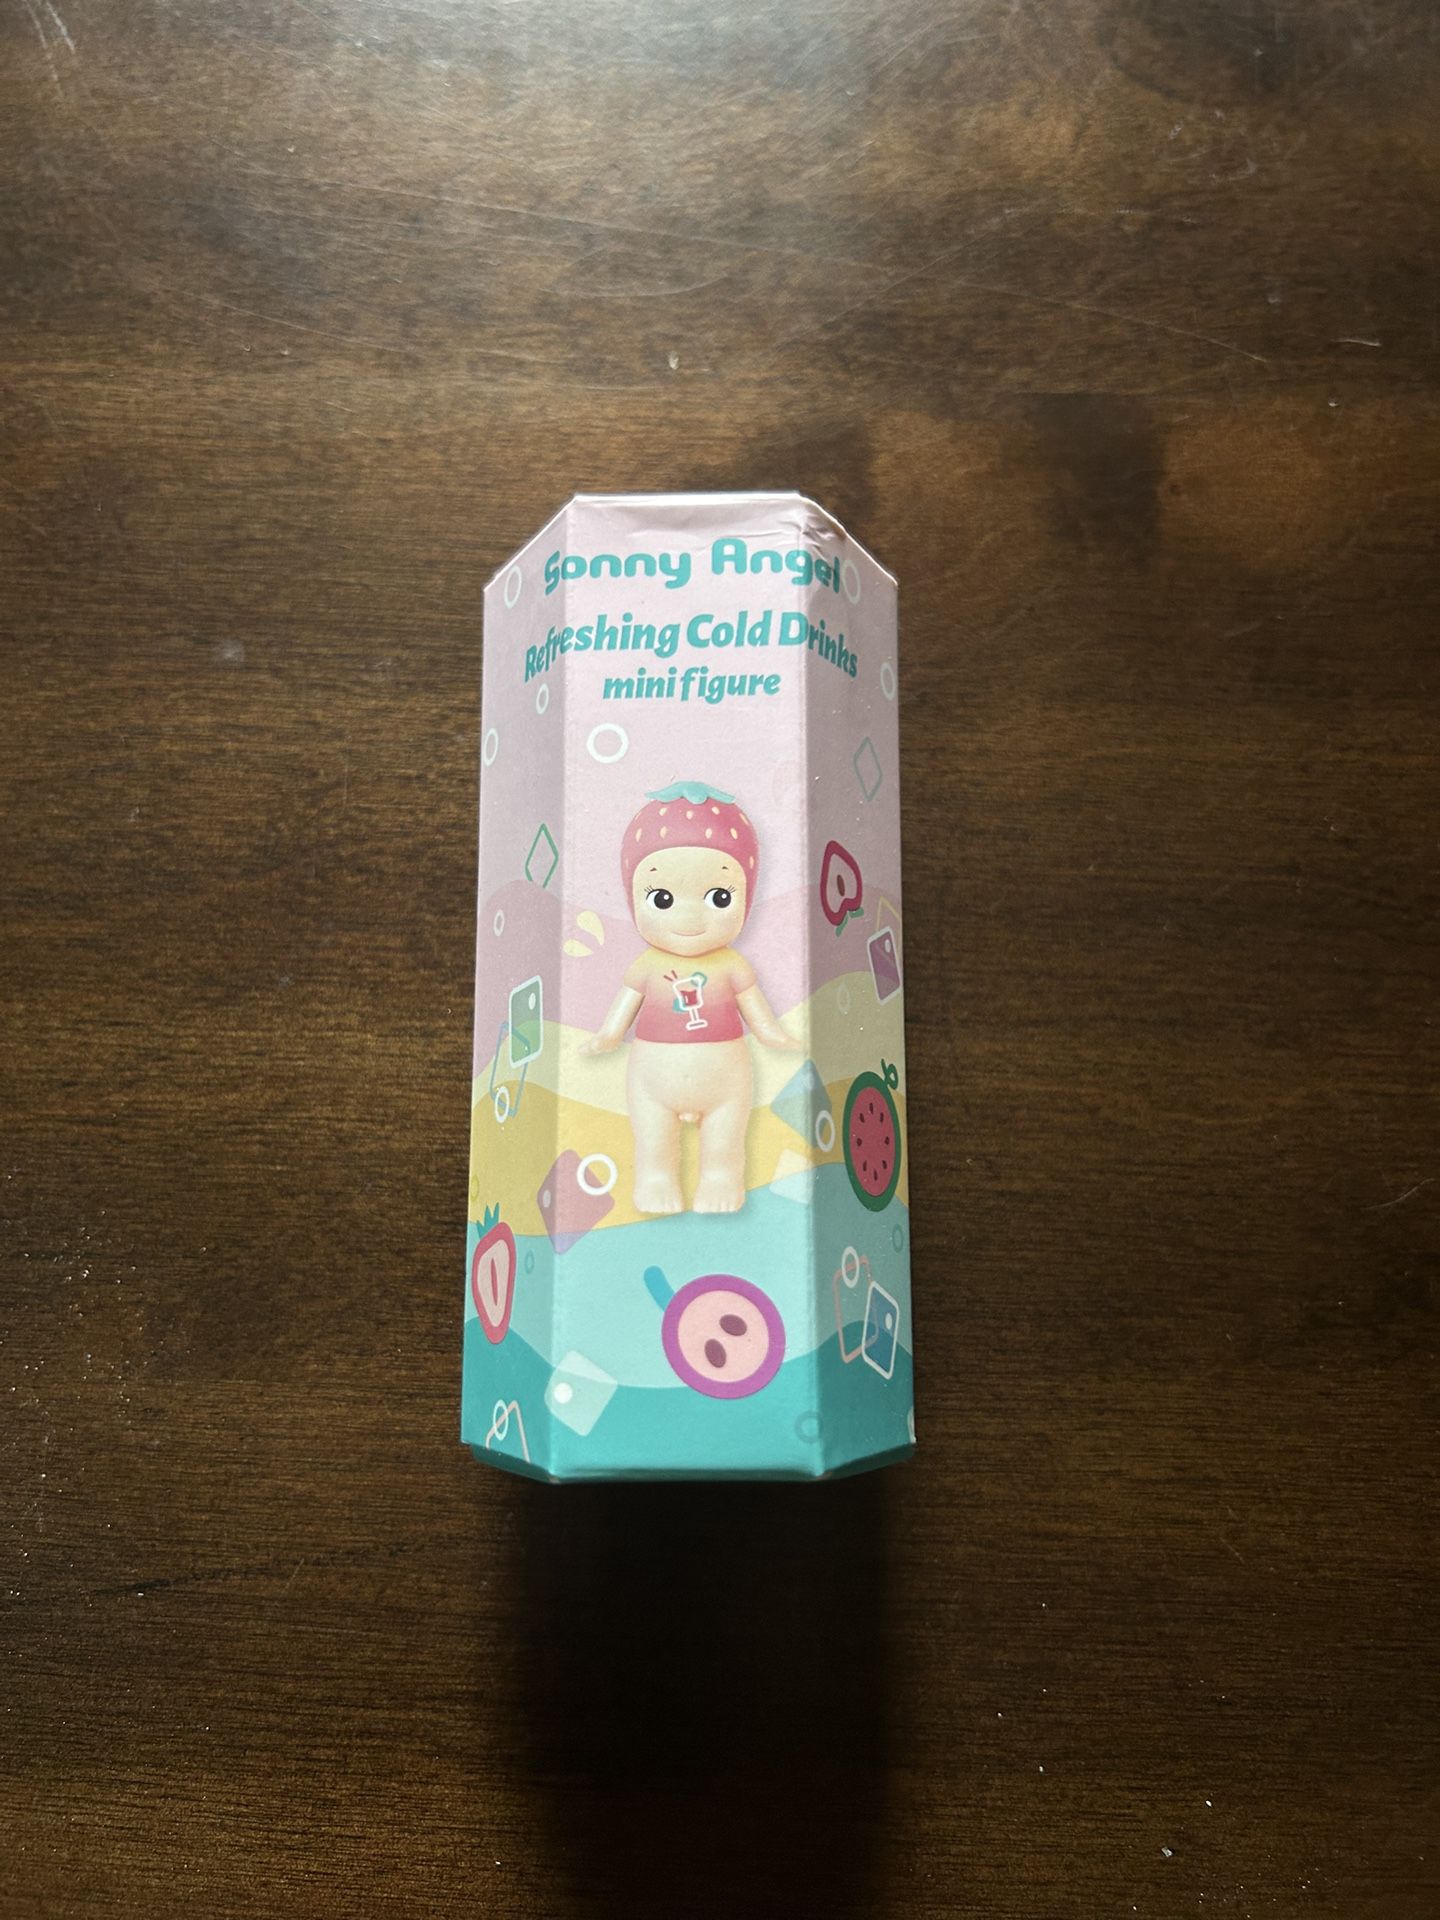 Sonny Angel
Refreshing Cold Drinks
mini figure